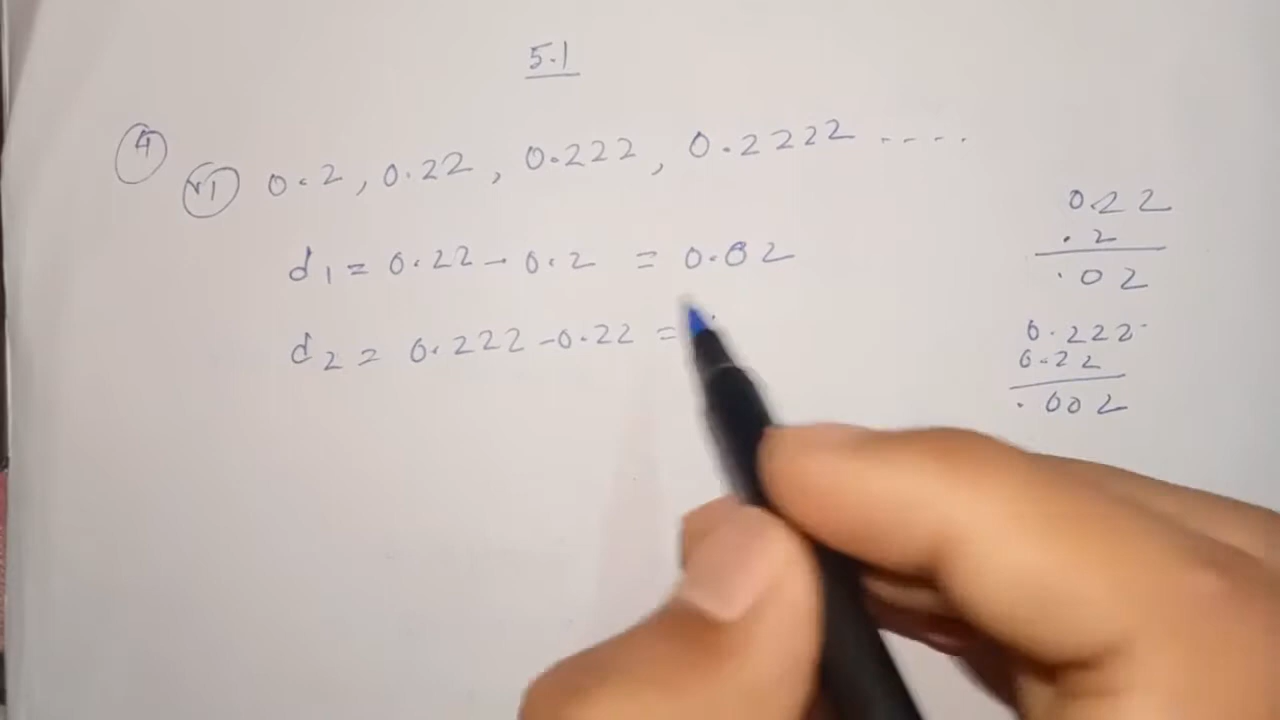 5.1
4
vi 0.2, 0.22, 0.222, 0.2222 ....
d1 = 0.22 - 0.2 = 0.02
d2 = 0.222 - 0.22 =
0.22
.2
.02
0.222
0.22
.002